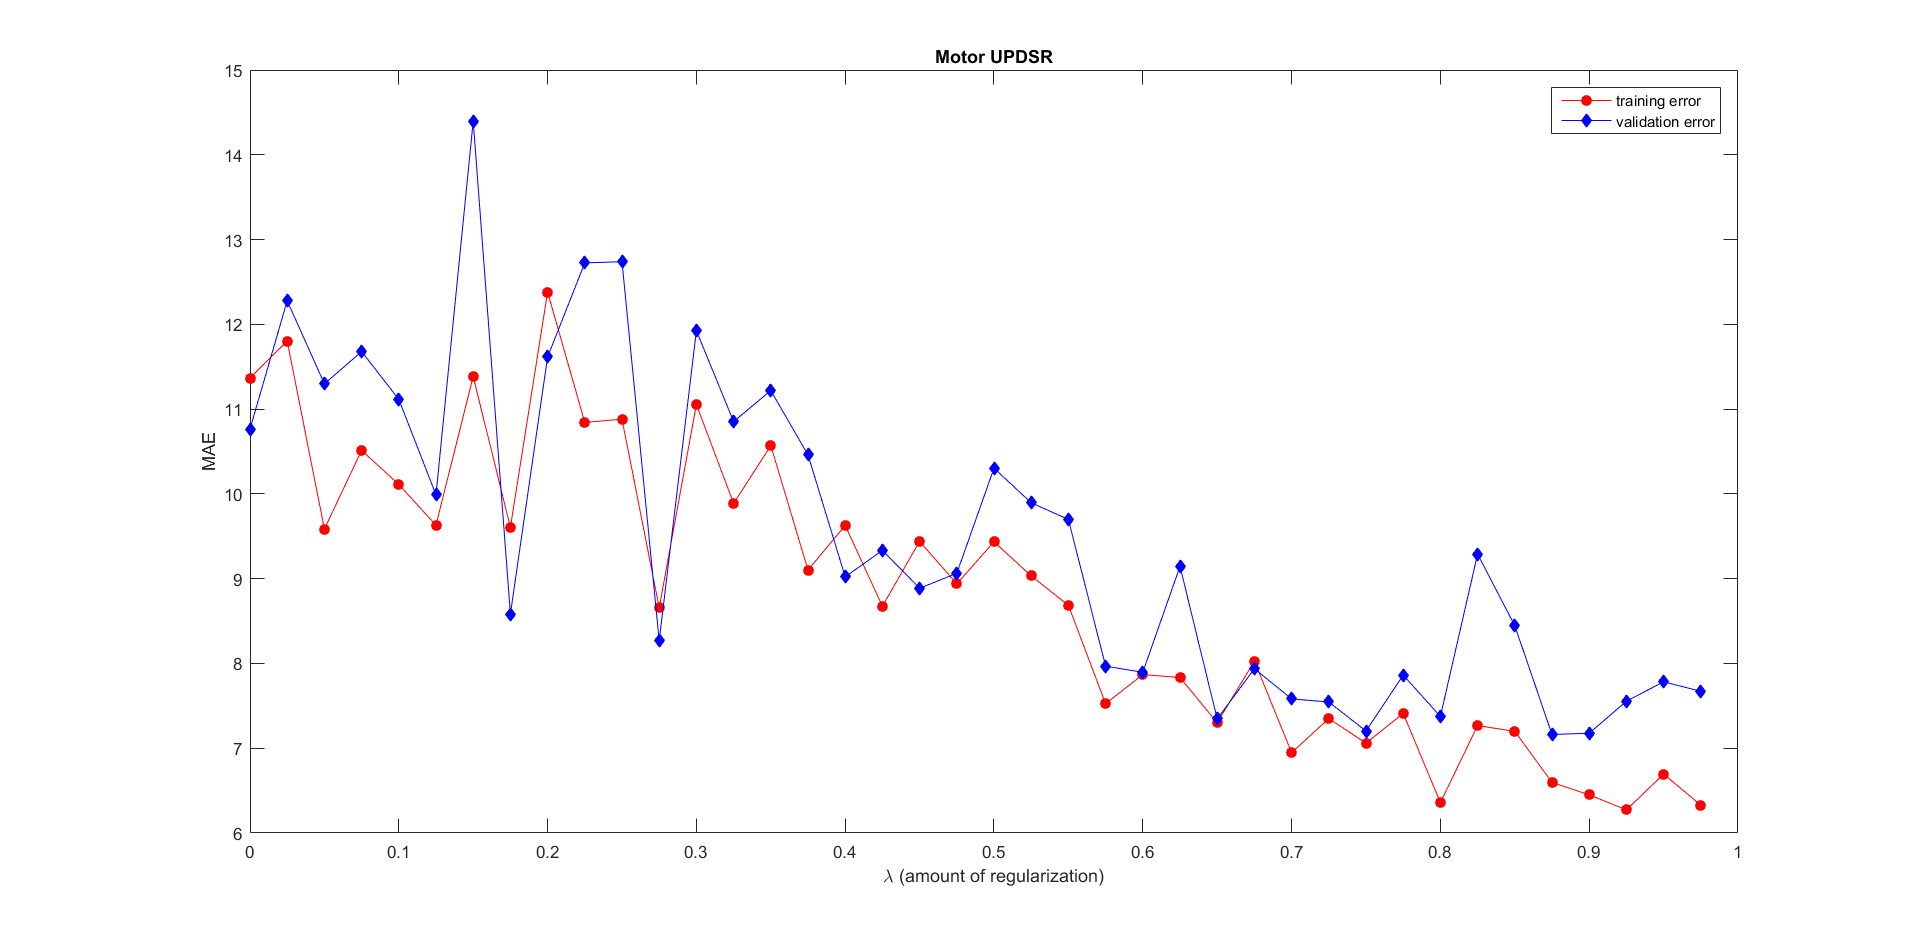 Motor UPDSR
training error
validation error
MAE
15
14
13
12
11
10
9
8
7
6
0 0.1 0.2 0.3 0.4 0.5 0.6 0.7 0.8 0.9 1
λ (amount of regularization)